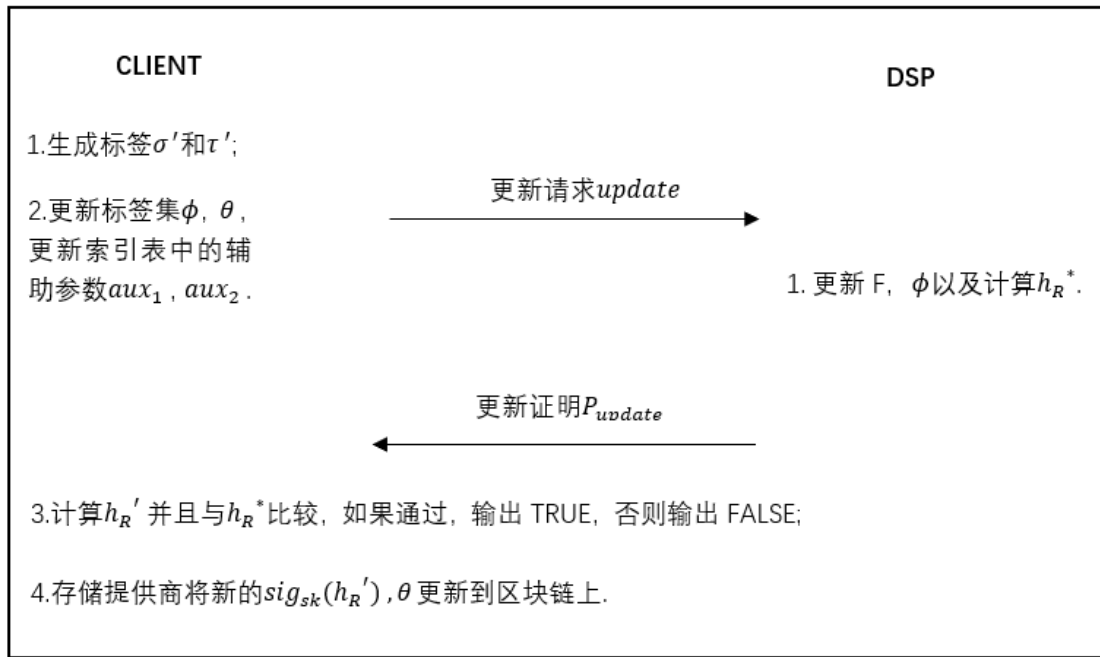 CLIENT
DSP
1.生成标签σ′和τ′;
2.更新标签集ϕ, θ,
更新索引表中的辅
助参数aux₁, aux₂.
更新请求update
1. 更新 F, ϕ以及计算h_R^*.
更新证明P_update
3.计算h_R′ 并且与h_R^*比较, 如果通过, 输出 TRUE, 否则输出 FALSE;
4.存储提供商将新的sig_sk(h_R′),θ 更新到区块链上.